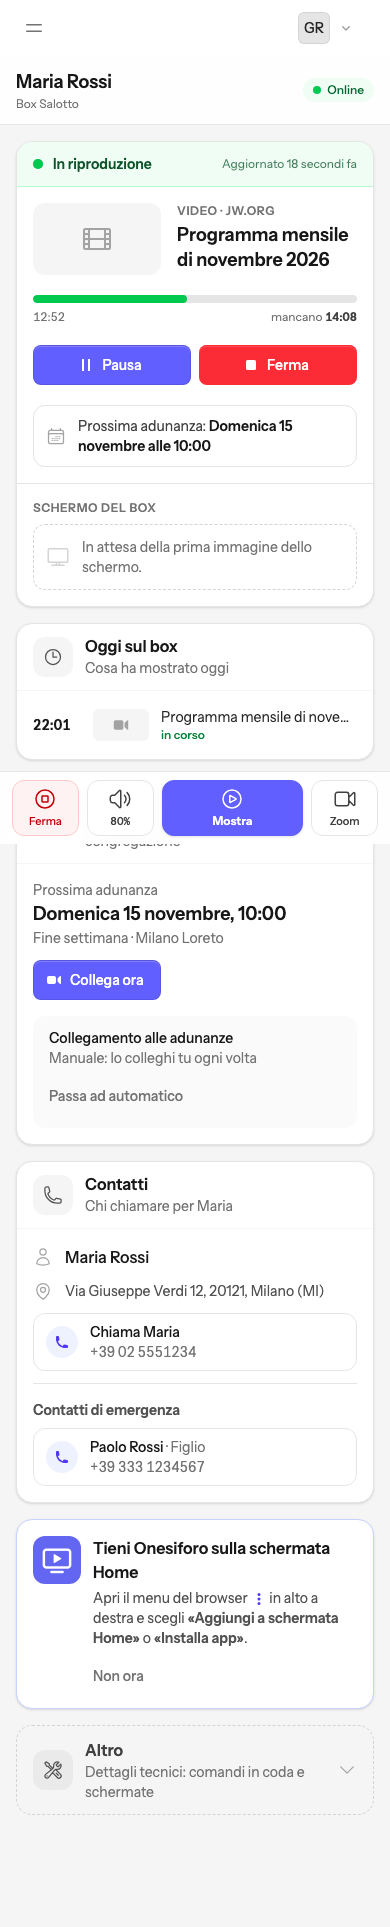 GR
Maria Rossi
Box Salotto
Online
In riproduzione
Aggiornato 18 secondi fa
VIDEO · JW.ORG
Programma mensile
di novembre 2026
12:52
mancano 14:08
Pausa
Ferma
Prossima adunanza: Domenica 15
novembre alle 10:00
SCHERMO DEL BOX
In attesa della prima immagine dello
schermo.
Oggi sul box
Cosa ha mostrato oggi
22:01
Programma mensile di nove...
in corso
Ferma
80%
Mostra
Zoom
congregazione
Prossima adunanza
Domenica 15 novembre, 10:00
Fine settimana · Milano Loreto
Collega ora
Collegamento alle adunanze
Manuale: lo colleghi tu ogni volta
Passa ad automatico
Contatti
Chi chiamare per Maria
Maria Rossi
Via Giuseppe Verdi 12, 20121, Milano (MI)
Chiama Maria
+39 02 5551234
Contatti di emergenza
Paolo Rossi · Figlio
+39 333 1234567
Tieni Onesiforo sulla schermata
Home
Apri il menu del browser in alto a
destra e scegli «Aggiungi a schermata
Home» o «Installa app».
Non ora
Altro
Dettagli tecnici: comandi in coda e
schermate